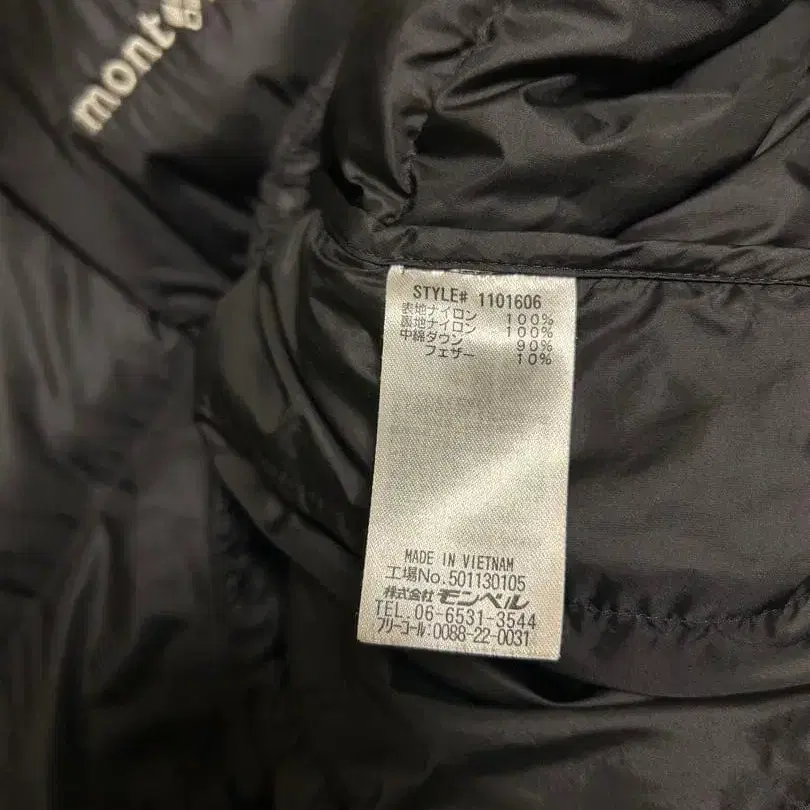 mont
STYLE# 1101606
表地ナイロン 100%
裏地ナイロン 100%
中綿ダウン 90%
フェザー 10%
MADE IN VIETNAM
工場No.501130105
株式会社モンベル
TEL.06-6531-3544
フリーコール:0088-22-0031